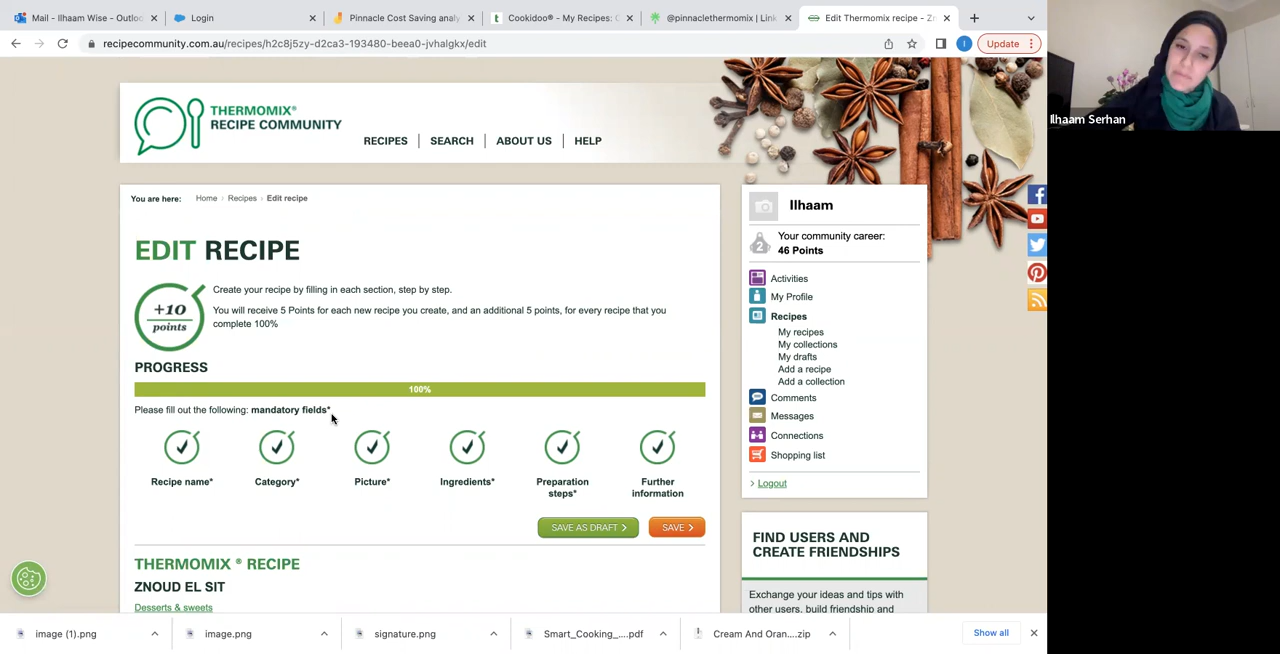 Mail - Ilhaam Wise - Outloo
Login
Pinnacle Cost Saving analy
Cookidoo® - My Recipes: C
@pinnaclethermomix | Link
Edit Thermomix recipe - Zn
recipecommunity.com.au/recipes/h2c8j5zy-d2ca3-193480-beea0-jvhalgkx/edit
I
Update
Ilhaam Serhan
THERMOMIX®
RECIPE COMMUNITY
RECIPES
SEARCH
ABOUT US
HELP
You are here:
Home › Recipes › Edit recipe
EDIT RECIPE
+10
points
Create your recipe by filling in each section, step by step.
You will receive 5 Points for each new recipe you create, and an additional 5 points, for every recipe that you
complete 100%
PROGRESS
100%
Please fill out the following: mandatory fields*
Recipe name*
Category*
Picture*
Ingredients*
Preparation
steps*
Further
information
SAVE AS DRAFT
SAVE
THERMOMIX ® RECIPE
ZNOUD EL SIT
Desserts & sweets
Ilhaam
2
Your community career:
46 Points
Activities
My Profile
Recipes
My recipes
My collections
My drafts
Add a recipe
Add a collection
Comments
Messages
Connections
Shopping list
› Logout
FIND USERS AND
CREATE FRIENDSHIPS
Exchange your ideas and tips with
other users, build friendship and
image (1).png
image.png
signature.png
Smart_Cooking_....pdf
Cream And Oran....zip
Show all